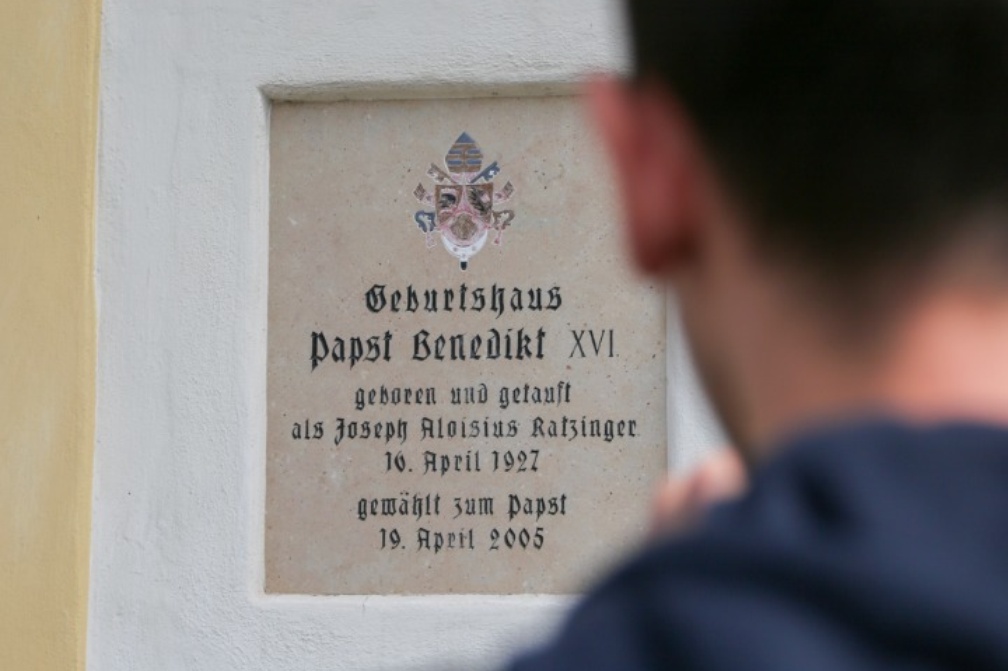 Geburtshaus
Papst Benedikt XVI.
geboren und getauft
als Joseph Aloisius Ratzinger
16. April 1927
gewählt zum Papst
19. April 2005